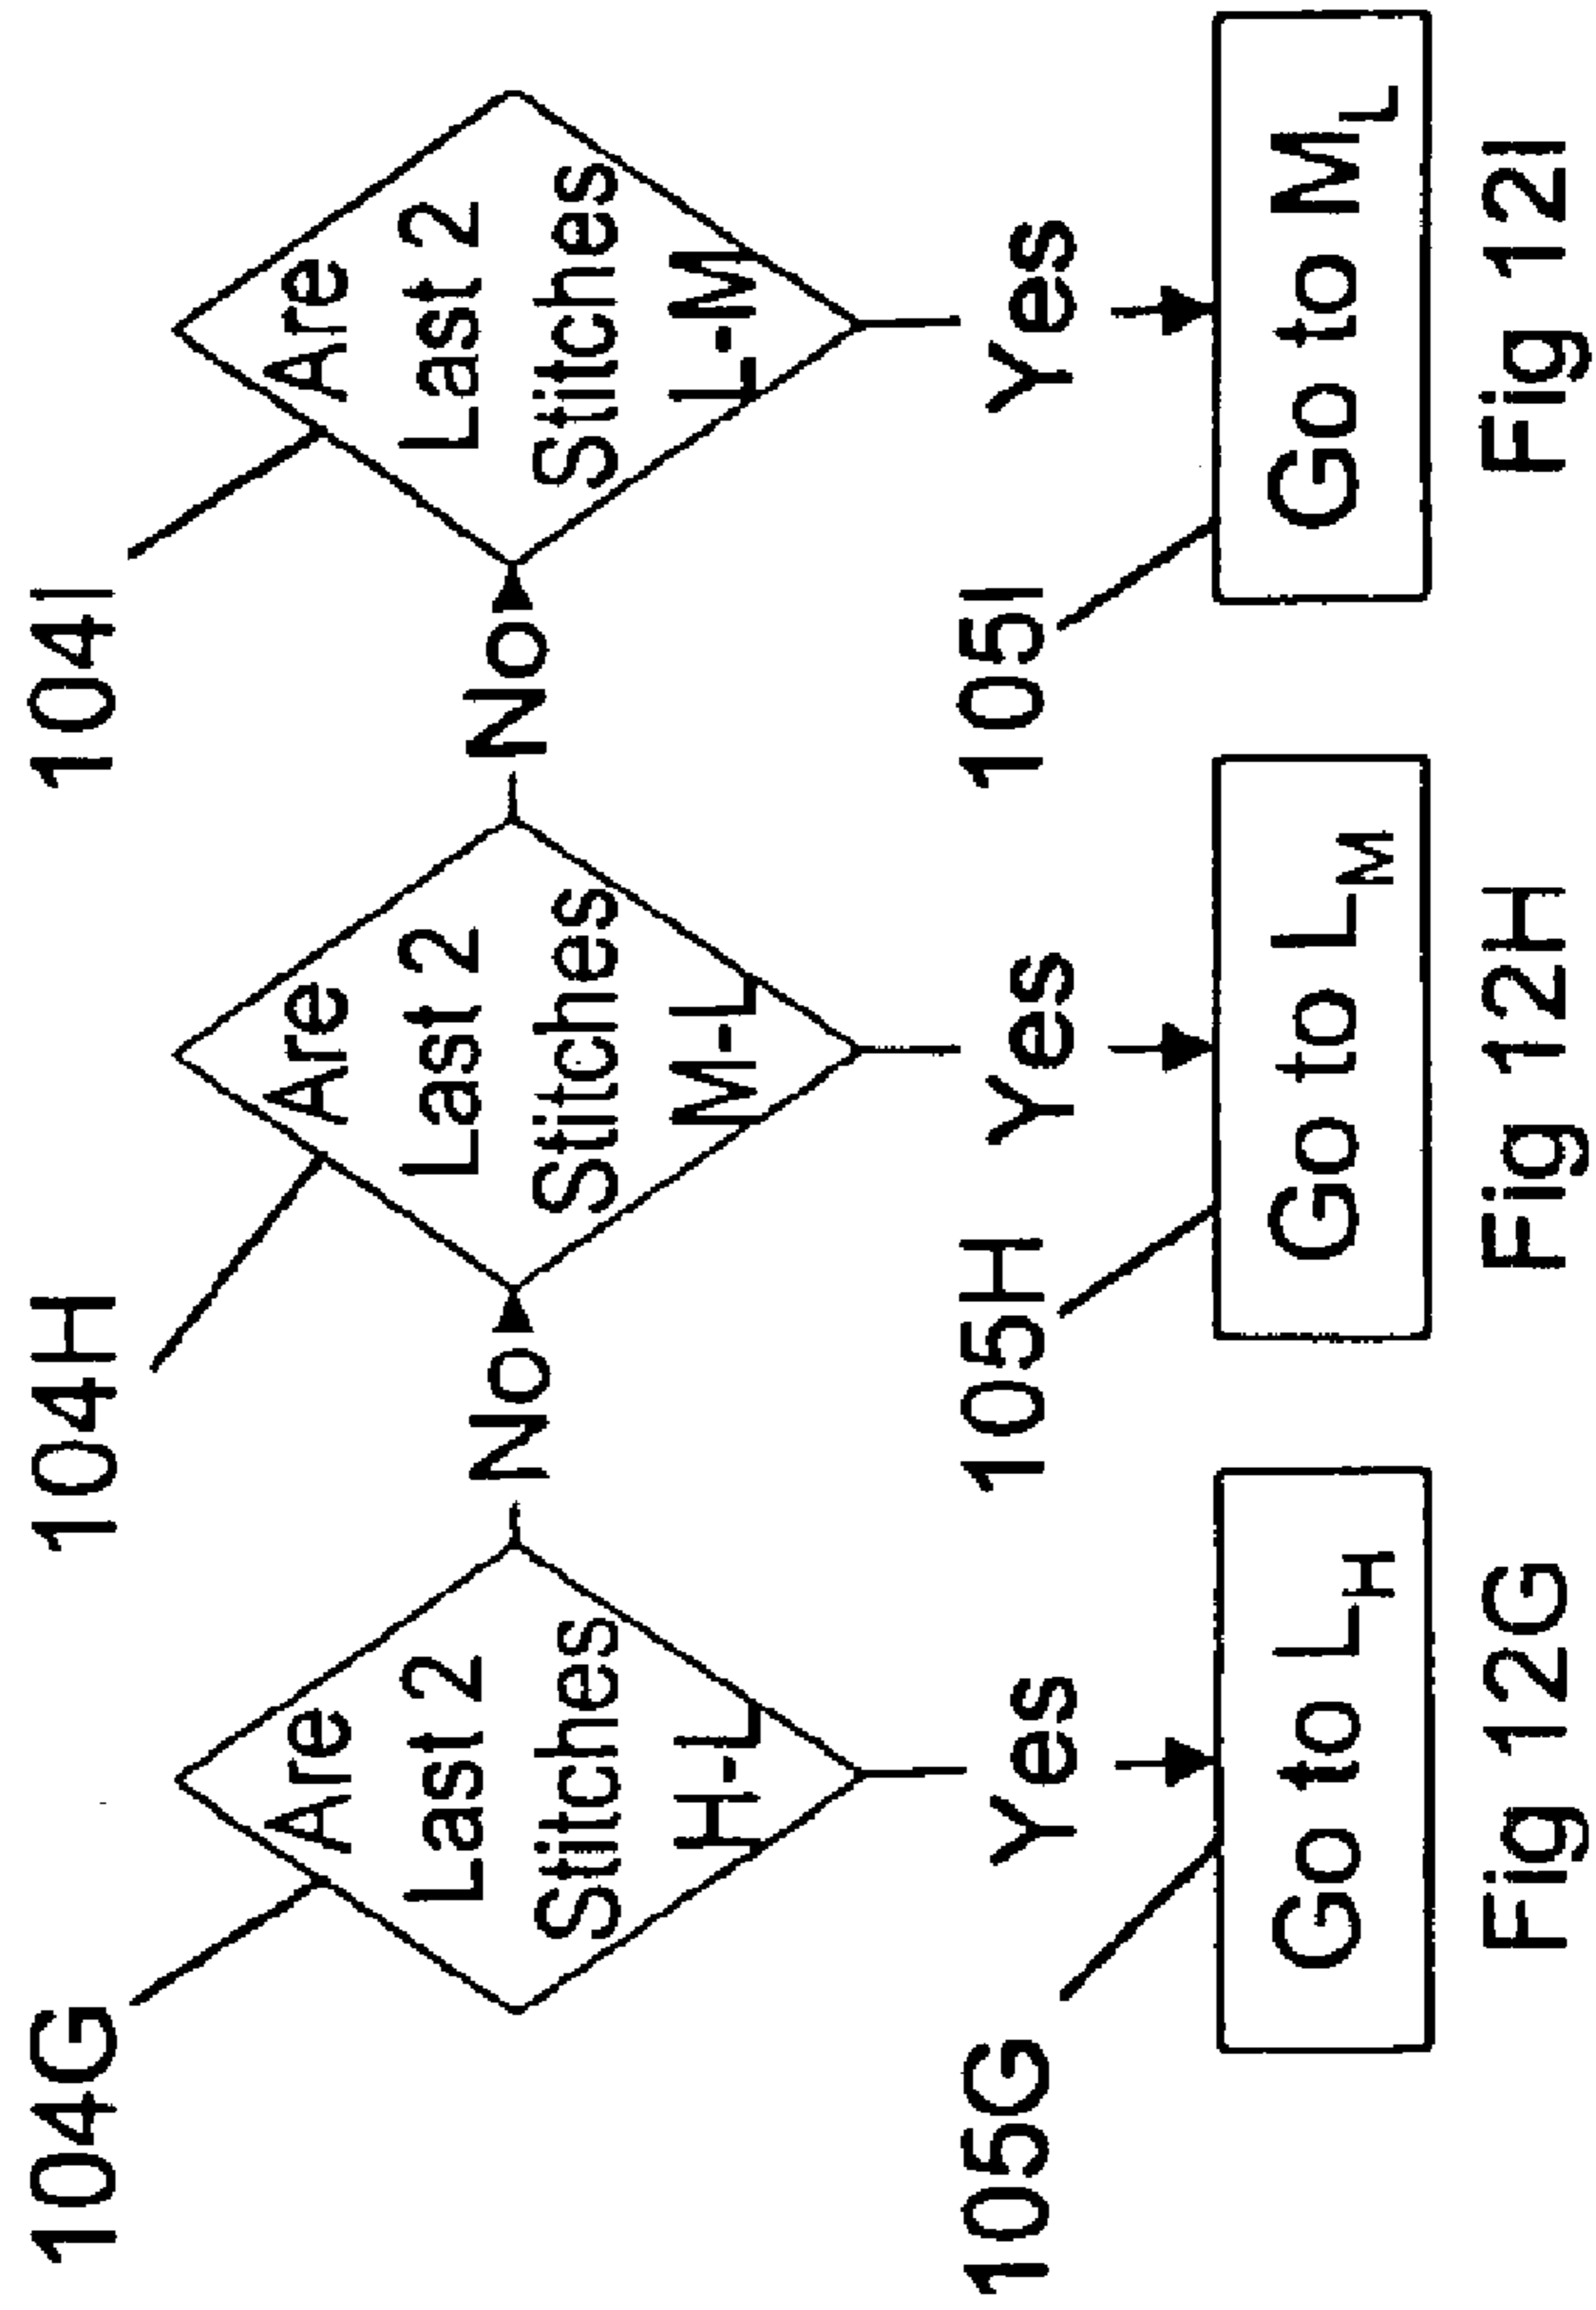 104G
104H
104I
Are
Last 2
Stitches
H-L
No
Are
Last 2
Stitches
M-L
No
Are
Last 2
Stitches
L-M
Yes
Yes
Yes
105G
105H
105I
Go to L_H
Go to L_M
Go to M_L
Fig 12G
Fig 12H
Fig 12I